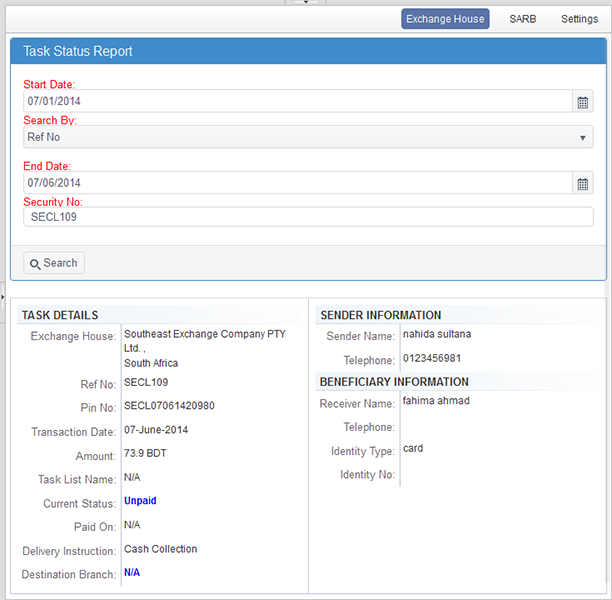 Exchange House SARB Settings
Task Status Report
Start Date:
07/01/2014
Search By:
Ref No
End Date:
07/06/2014
Security No:
SECL109
Search
TASK DETAILS
Exchange House: Southeast Exchange Company PTY
Ltd. ,
South Africa
Ref No: SECL109
Pin No: SECL07061420980
Transaction Date: 07-June-2014
Amount: 73.9 BDT
Task List Name: N/A
Current Status: Unpaid
Paid On: N/A
Delivery Instruction: Cash Collection
Destination Branch: N/A
SENDER INFORMATION
Sender Name: nahida sultana
Telephone: 0123456981
BENEFICIARY INFORMATION
Receiver Name: fahima ahmad
Telephone:
Identity Type: card
Identity No: